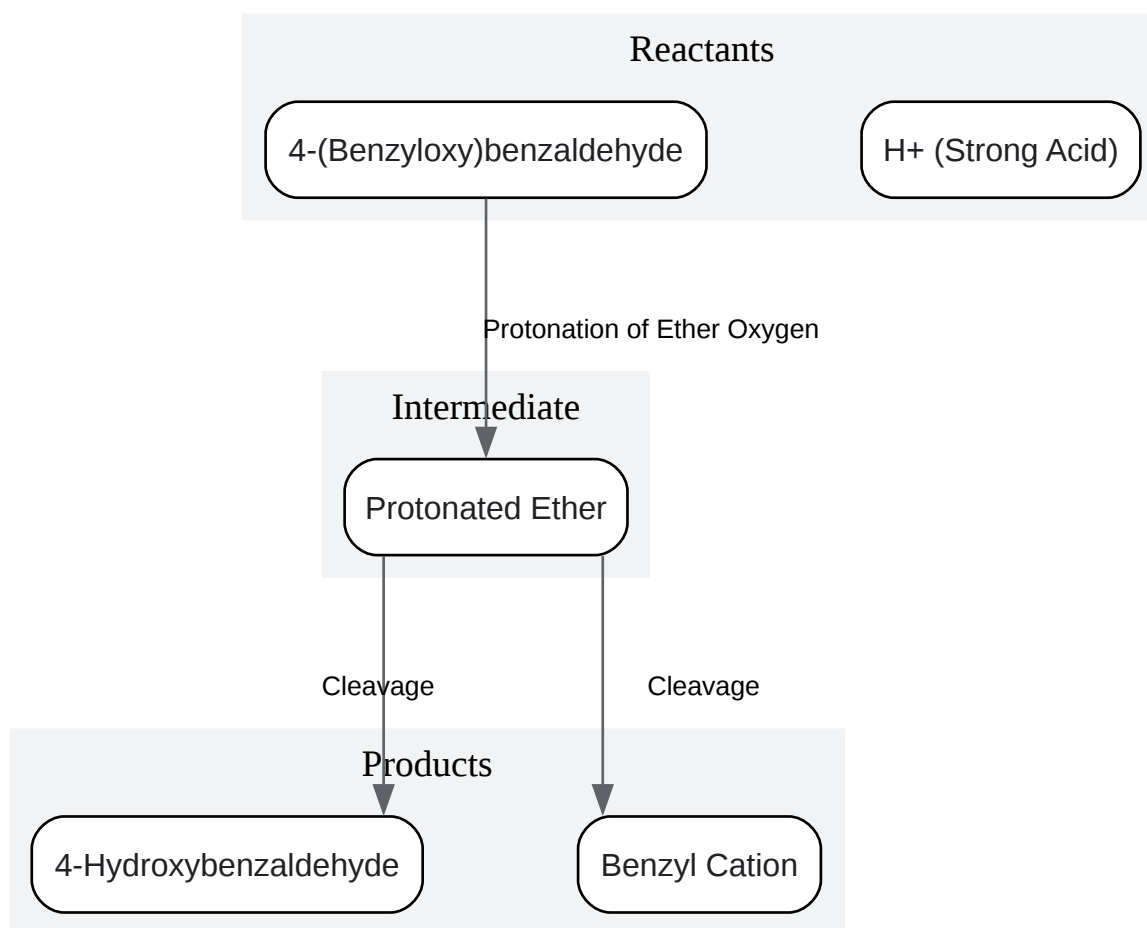 Reactants
4-(Benzyloxy)benzaldehyde
H+ (Strong Acid)
Protonation of Ether Oxygen
Intermediate
Protonated Ether
Cleavage
Cleavage
Products
4-Hydroxybenzaldehyde
Benzyl Cation